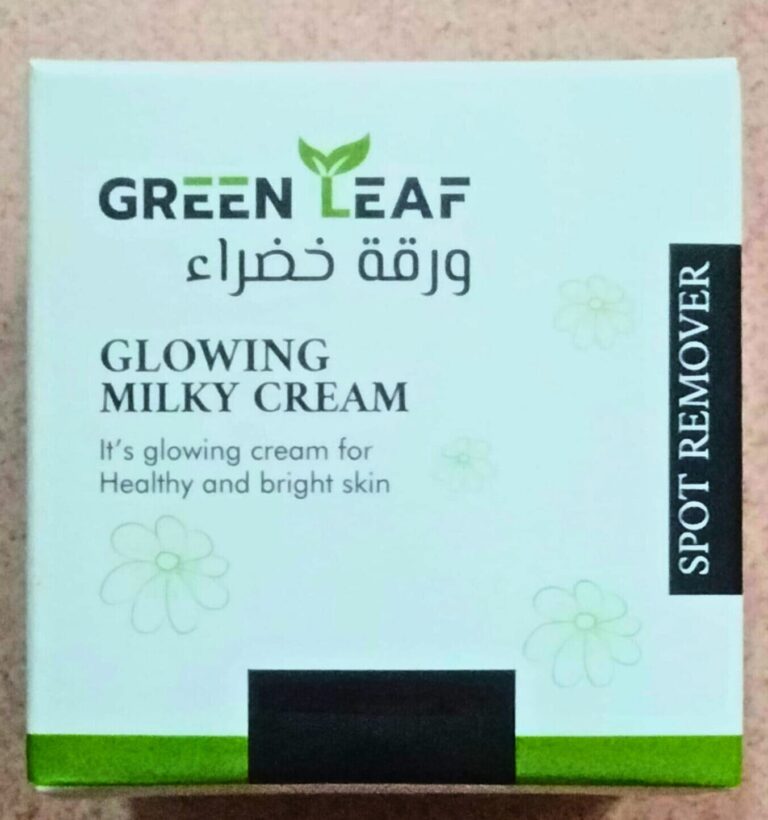 GREEN LEAF
ورقة خضراء
GLOWING
MILKY CREAM
It's glowing cream for
Healthy and bright skin
SPOT REMOVER